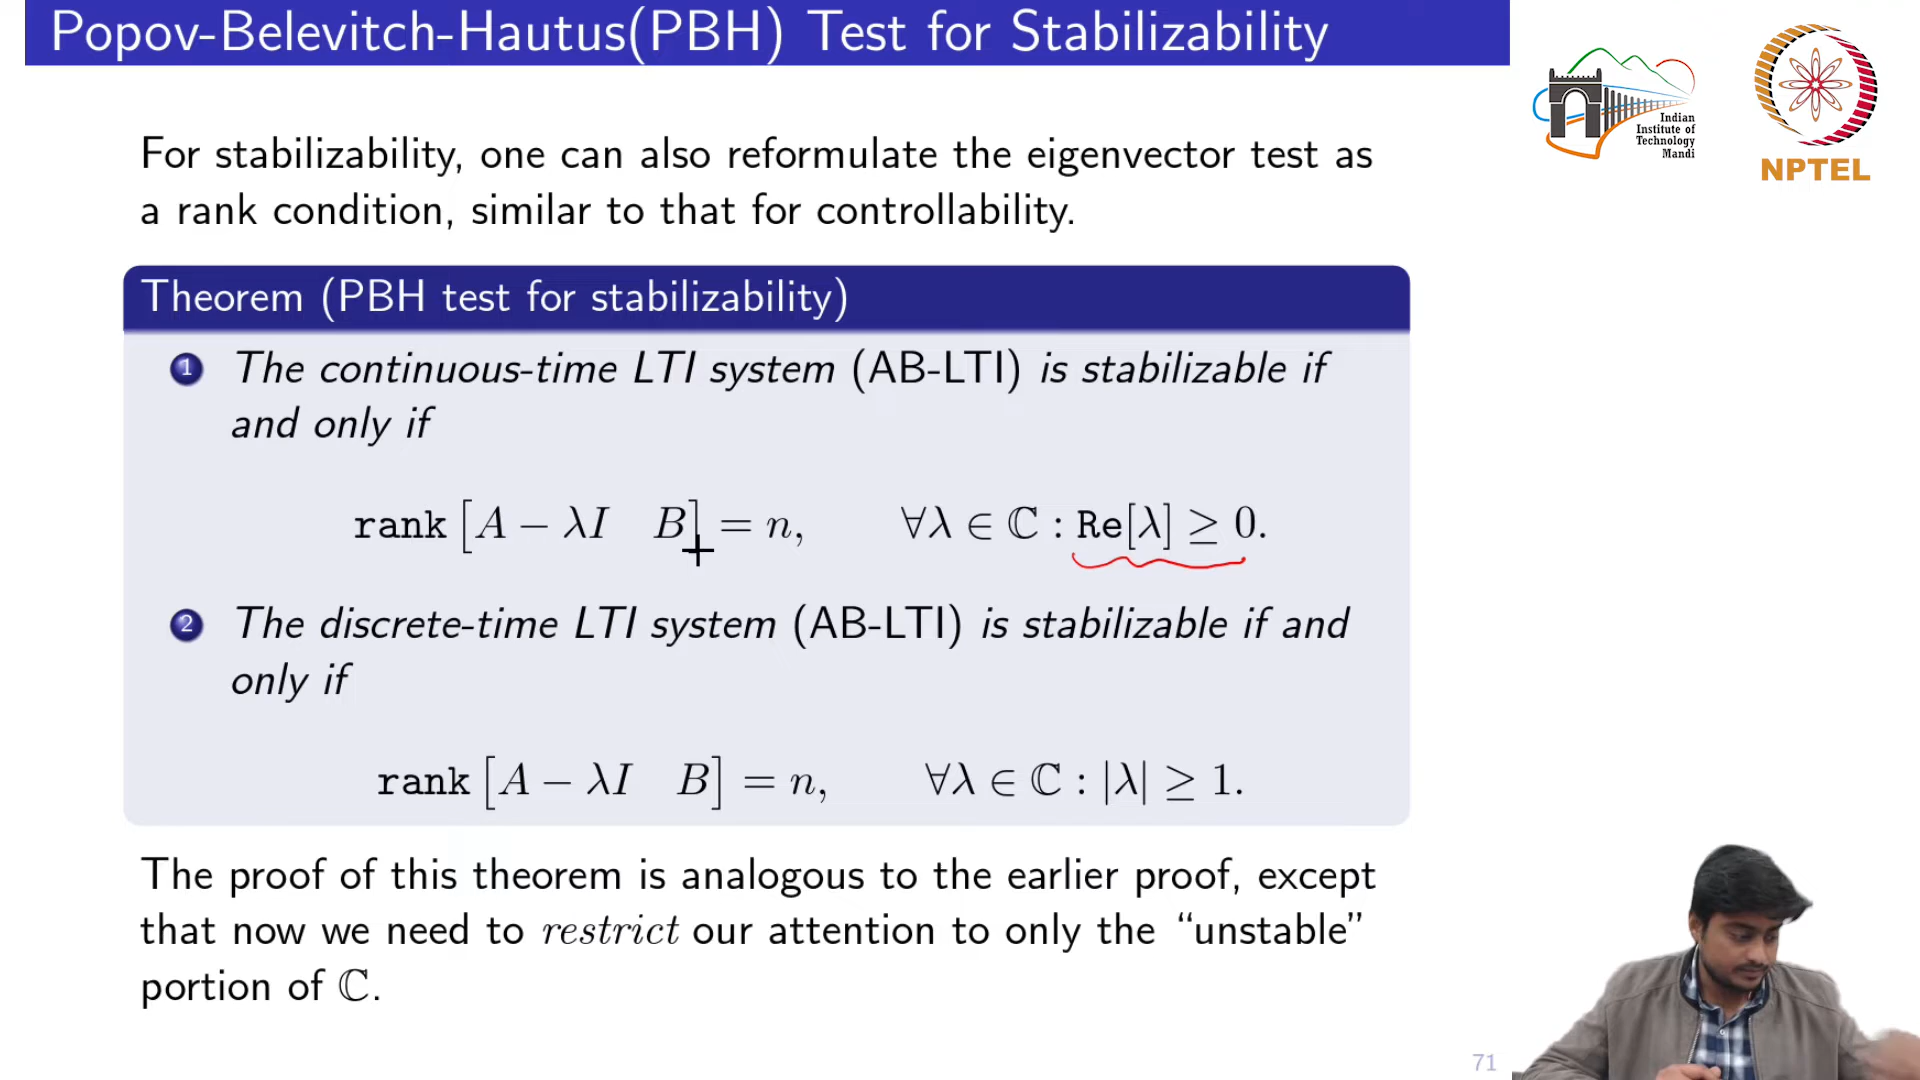 Popov-Belevitch-Hautus(PBH) Test for Stabilizability
Indian
Institute of
Technology
Mandi
NPTEL
For stabilizability, one can also reformulate the eigenvector test as
a rank condition, similar to that for controllability.
Theorem (PBH test for stabilizability)
1 The continuous-time LTI system (AB-LTI) is stabilizable if
and only if
rank [A − λI B] = n, ∀λ ∈ ℂ : Re[λ] ≥ 0.
2 The discrete-time LTI system (AB-LTI) is stabilizable if and
only if
rank [A − λI B] = n, ∀λ ∈ ℂ : |λ| ≥ 1.
The proof of this theorem is analogous to the earlier proof, except
that now we need to restrict our attention to only the “unstable”
portion of ℂ.
71